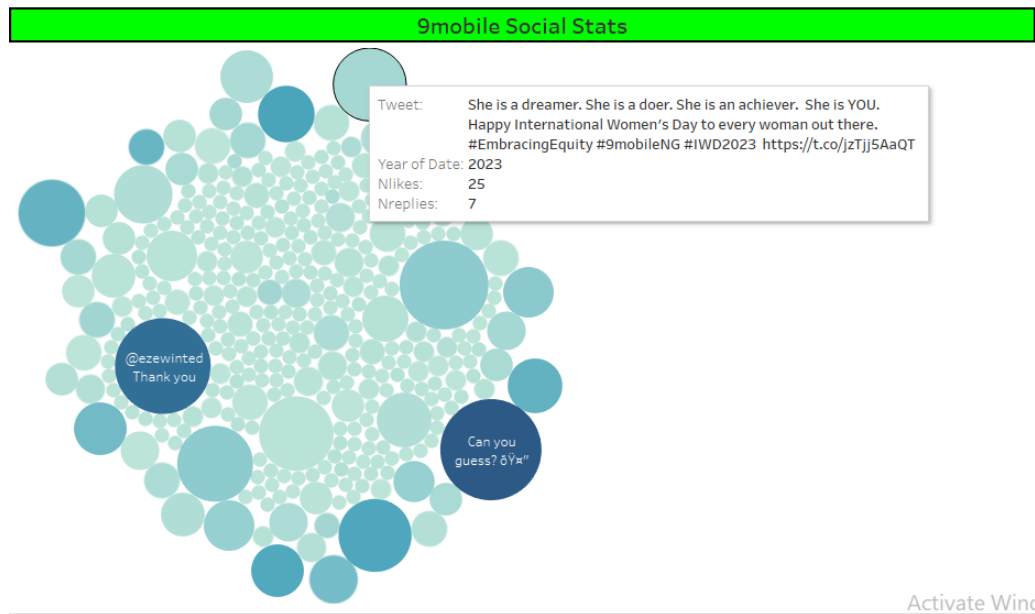 9mobile Social Stats
Tweet: She is a dreamer. She is a doer. She is an achiever.  She is YOU.
Happy International Women’s Day to every woman out there.
#EmbracingEquity #9mobileNG #IWD2023  https://t.co/jzTjj5AaQT
Year of Date: 2023
Nlikes: 25
Nreplies: 7
@ezewinted
Thank you
Can you
guess? ðŸ¤”
Activate Wind